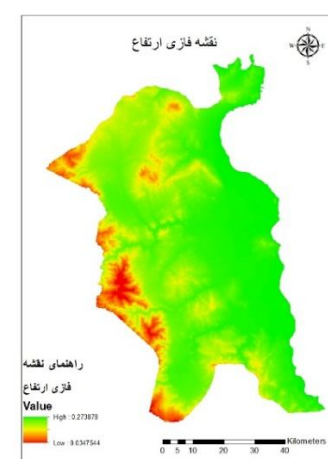 نقشه فازی ارتفاع
N
W E
S
راهنمای نقشه
فازی ارتفاع
Value
High : 0.273878
Low : 0.0347544
Kilometers
0 5 10 20 30 40